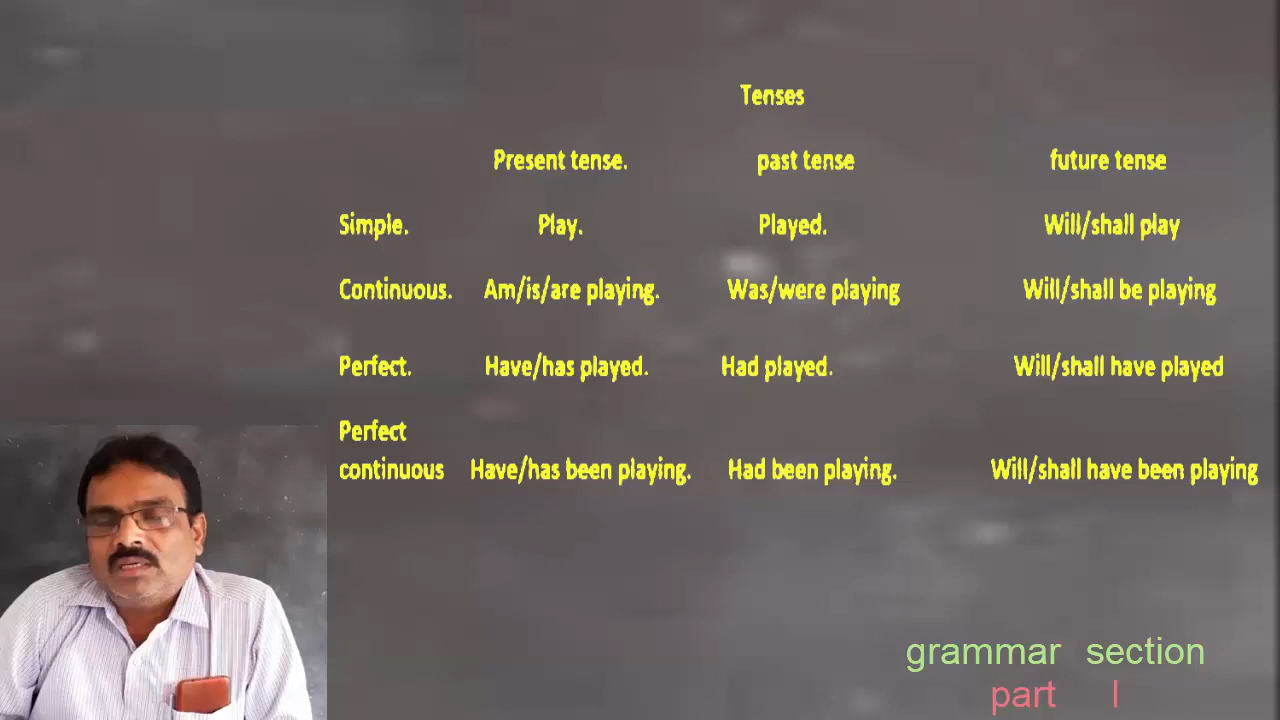 Tenses
Present tense. past tense future tense
Simple. Play. Played. Will/shall play
Continuous. Am/is/are playing. Was/were playing Will/shall be playing
Perfect. Have/has played. Had played. Will/shall have played
Perfect
continuous Have/has been playing. Had been playing. Will/shall have been playing
grammar section
part I